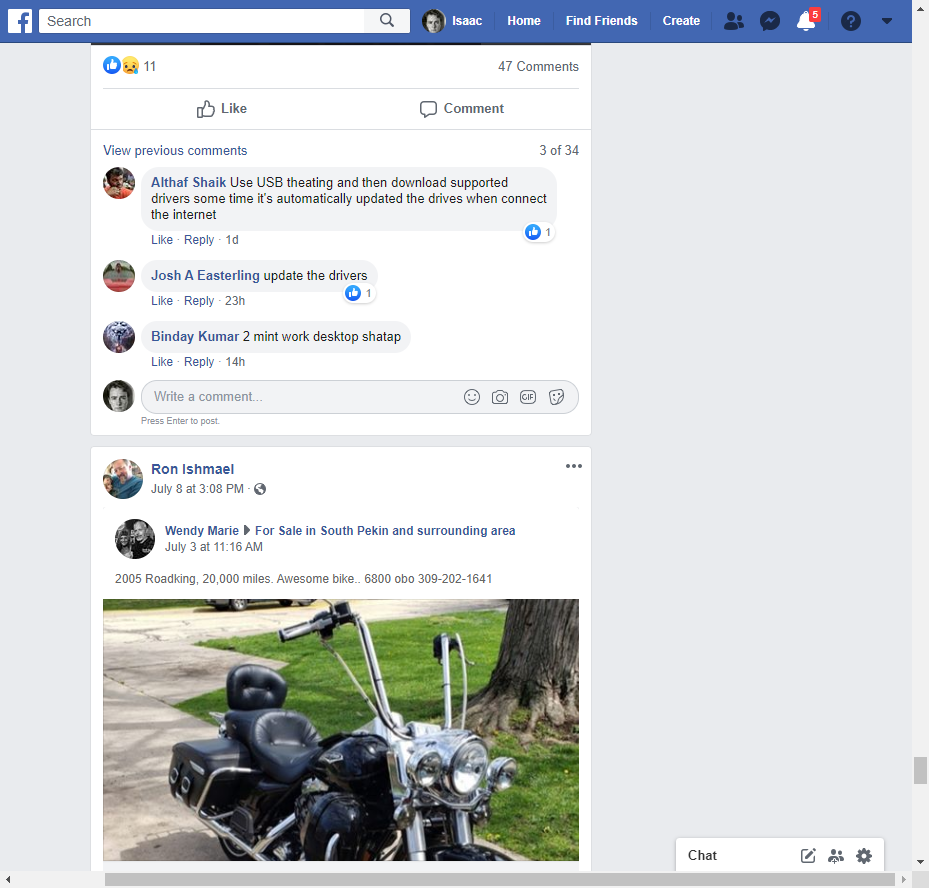 Search
Isaac
Home
Find Friends
Create
5
11
47 Comments
Like
Comment
View previous comments
3 of 34
Althaf Shaik Use USB theating and then download supported
drivers some time it's automatically updated the drives when connect
the internet
1
Like · Reply · 1d
Josh A Easterling update the drivers
1
Like · Reply · 23h
Binday Kumar 2 mint work desktop shatap
Like · Reply · 14h
Write a comment...
GIF
Press Enter to post.
Ron Ishmael
July 8 at 3:08 PM ·
Wendy Marie For Sale in South Pekin and surrounding area
July 3 at 11:16 AM
2005 Roadking, 20,000 miles. Awesome bike.. 6800 obo 309-202-1641
Chat